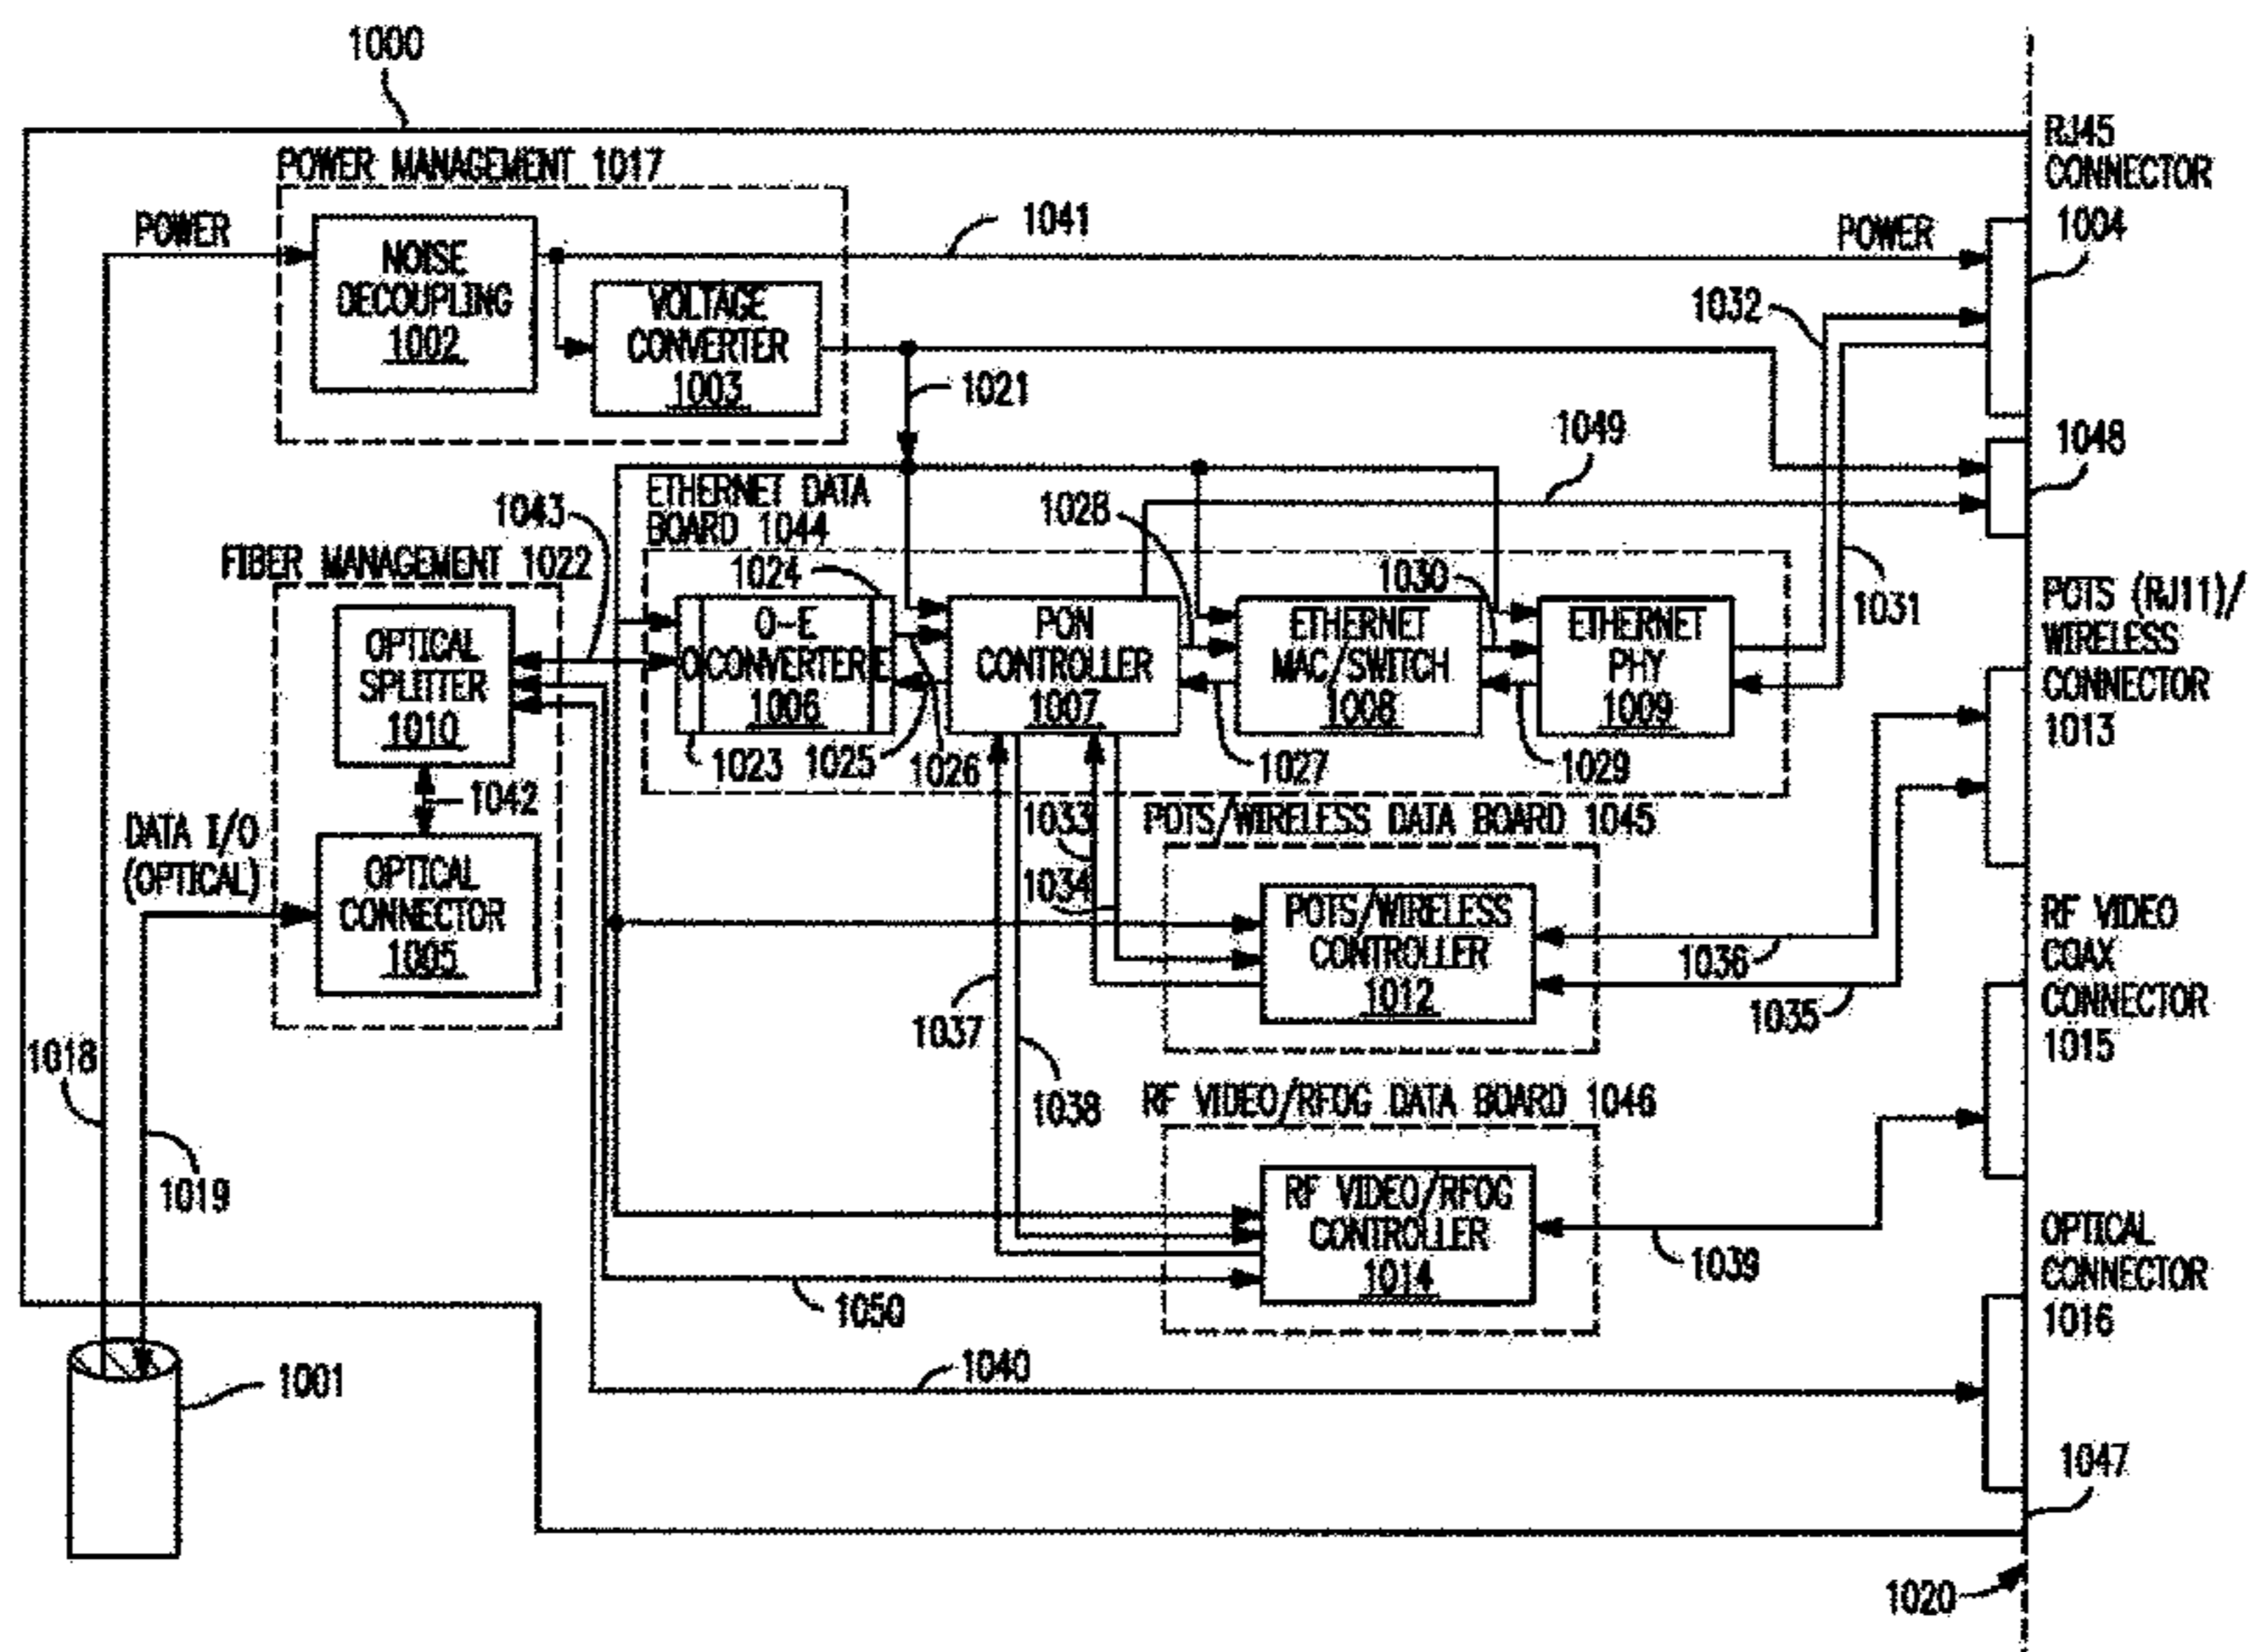 1000
RJ45
CONNECTOR
1004
POWER MANAGEMENT 1017
POWER
NOISE
DECOUPLING
1002
1041
POWER
VOLTAGE
CONVERTER
1003
1021
1032
1049
1048
ETHERNET DATA
BOARD 1044
1043
1028
FIBER MANAGEMENT 1022
1024
1030
1031
OPTICAL
SPLITTER
1010
O
O-E
CONVERTER
1006
E
PON
CONTROLLER
1007
ETHERNET
MAC/SWITCH
1008
ETHERNET
PHY
1009
POTS (RJ11)/
WIRELESS
CONNECTOR
1013
1023
1025
1026
1027
1029
1042
DATA I/O
(OPTICAL)
OPTICAL
CONNECTOR
1005
1033
1034
POTS/WIRELESS DATA BOARD 1045
POTS/WIRELESS
CONTROLLER
1012
1036
1035
RF VIDEO
COAX
CONNECTOR
1015
1018
1019
1037
1038
RF VIDEO/RFOG DATA BOARD 1046
RF VIDEO/RFOG
CONTROLLER
1014
1039
1050
OPTICAL
CONNECTOR
1016
1001
1040
1047
1020